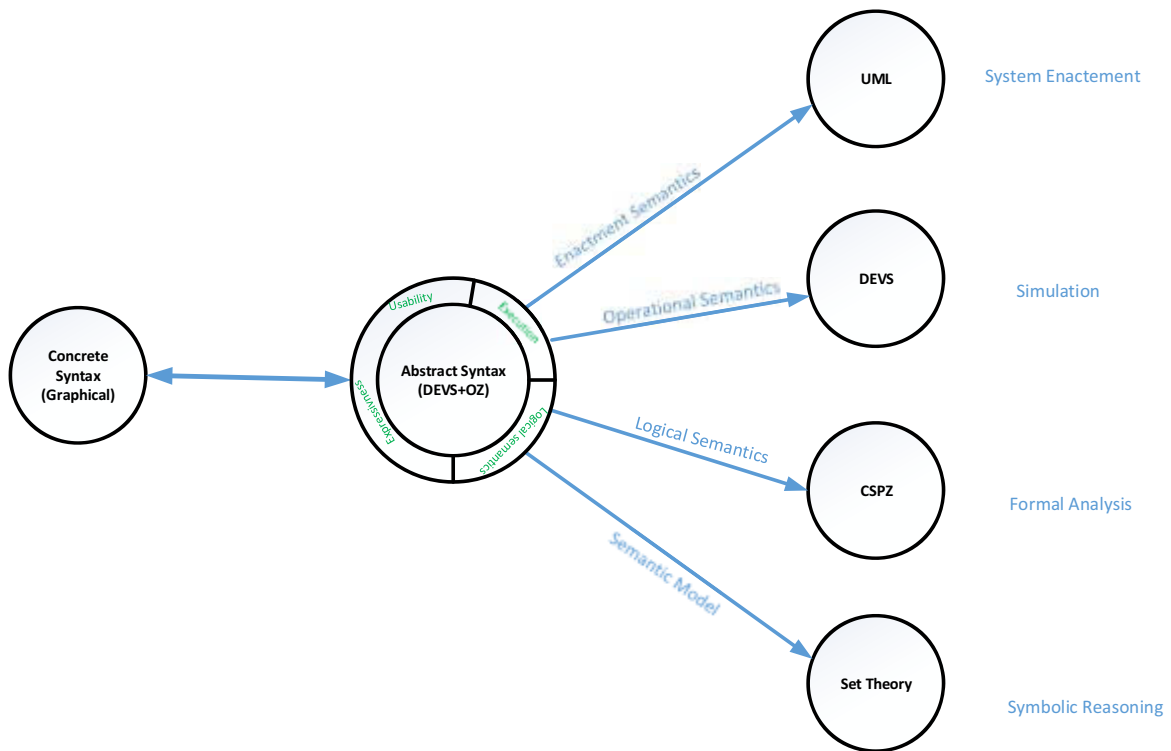 UML
System Enactement
Enactment Semantics
DEVS
Simulation
Operational Semantics
Usability
Execution
Concrete
Syntax
(Graphical)
Abstract Syntax
(DEVS+OZ)
Expressivness
Logical semantics
Logical Semantics
CSPZ
Formal Analysis
Semantic Model
Set Theory
Symbolic Reasoning